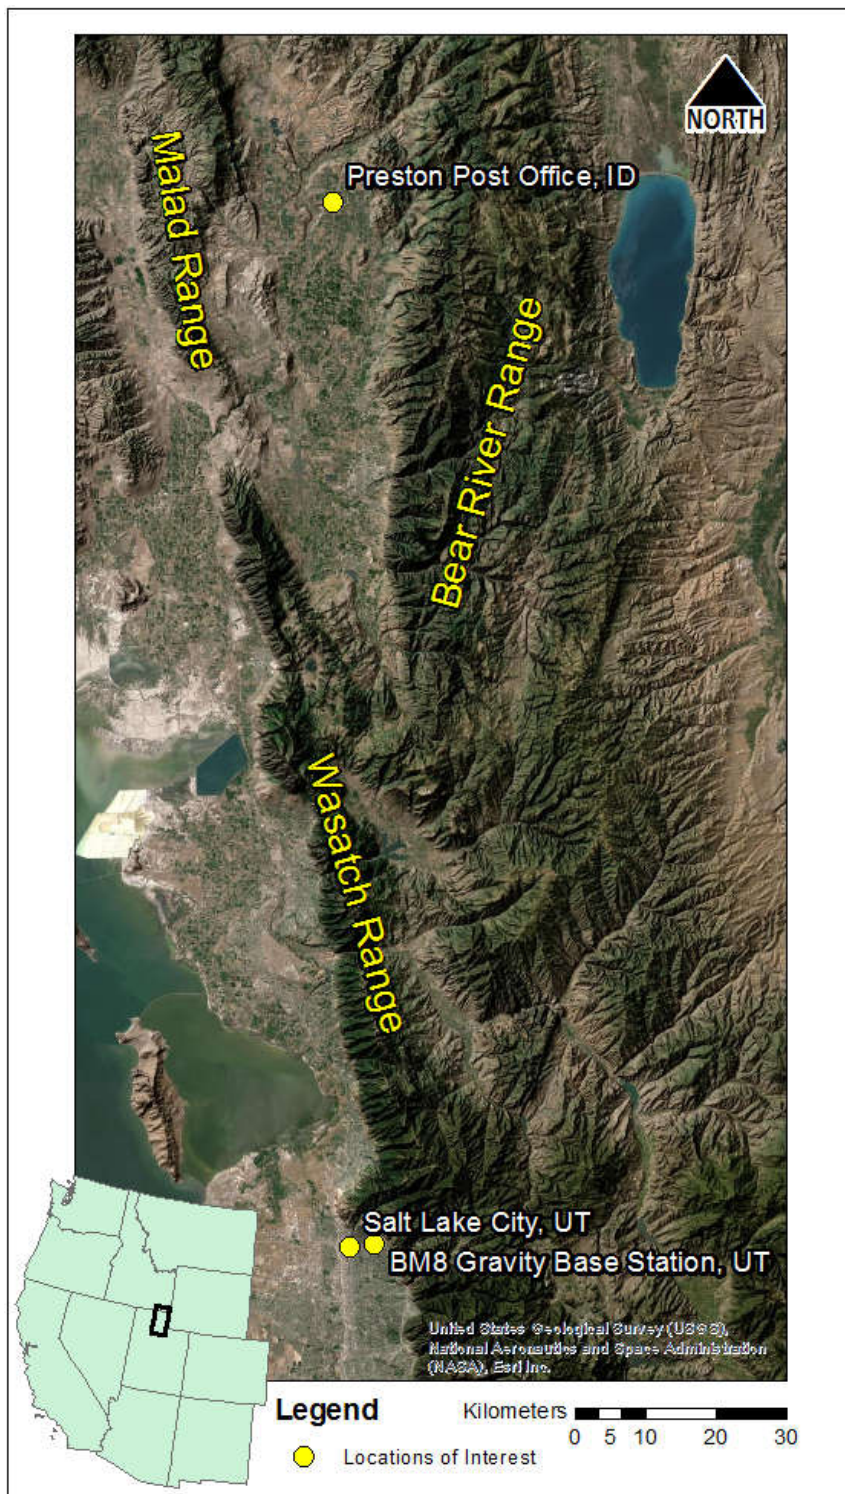 NORTH
Preston Post Office, ID
Malad Range
Bear River Range
Wasatch Range
Salt Lake City, UT
BM8 Gravity Base Station, UT
United States Geological Survey (USGS),
National Aeronautics and Space Administration
(NASA), Esri Inc.
Legend
Locations of Interest
Kilometers
0 5 10 20 30